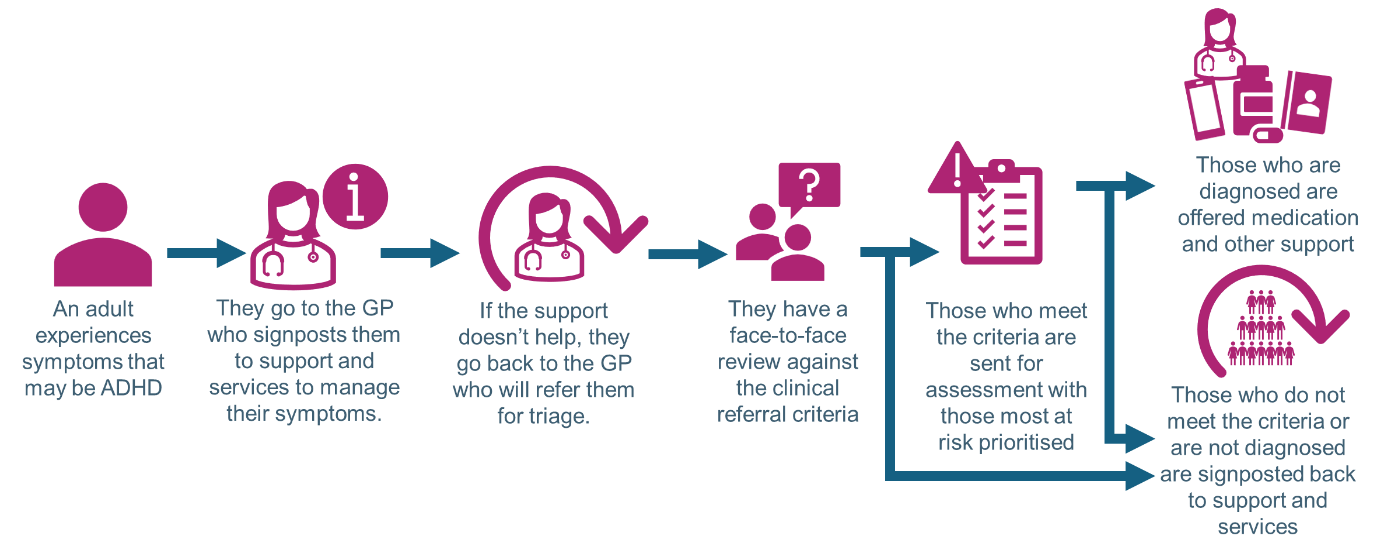 An adult
experiences
symptoms that
may be ADHD
i
They go to the GP
who signposts them
to support and
services to manage
their symptoms.
If the support
doesn't help, they
go back to the GP
who will refer them
for triage.
?
They have a
face-to-face
review against
the clinical
referral criteria
!
Those who meet
the criteria are
sent for
assessment with
those most at
risk prioritised
Those who are
diagnosed are
offered medication
and other support
Those who do not
meet the criteria or
are not diagnosed
are signposted back
to support and
services